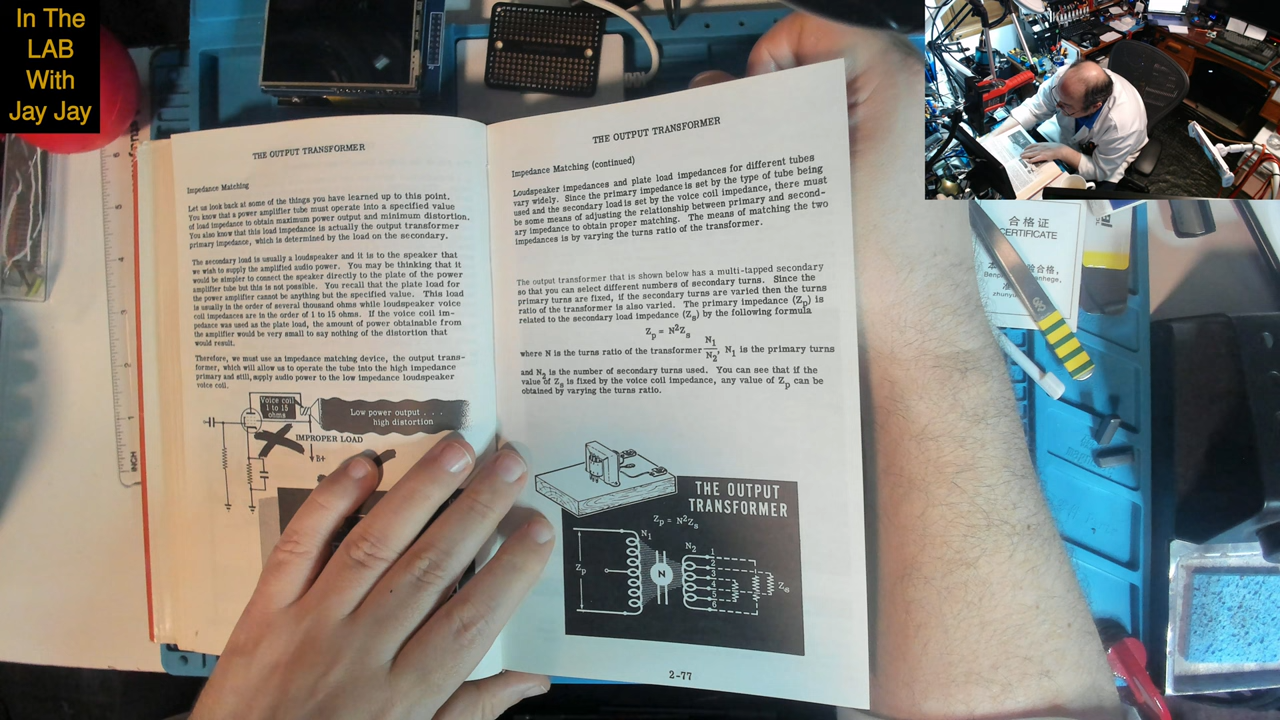 In The
LAB
With
Jay Jay
THE OUTPUT TRANSFORMER
Impedance Matching
Let us look back at some of the things you have learned up to this point.
You know that a power amplifier tube must operate into a specified value
of load impedance to obtain maximum power output and minimum distortion.
You also know that this load impedance is actually the output transformer
primary impedance, which is determined by the load on the secondary.
The secondary load is usually a loudspeaker and it is to the speaker that
we wish to supply the amplified audio power. You may be thinking that it
would be simpler to connect the speaker directly to the plate of the power
amplifier tube but this is not possible. You recall that the plate load for
the power amplifier cannot be anything but the specified value. This load
is usually in the order of several thousand ohms while loudspeaker voice
coil impedances are in the order of 1 to 15 ohms. If the voice coil im-
pedance was used as the plate load, the amount of power obtainable from
the amplifier would be very small to say nothing of the distortion that
would result.
Therefore, we must use an impedance matching device, the output trans-
former, which will allow us to operate the tube into the high impedance
primary and still, supply audio power to the low impedance loudspeaker
voice coil.
Voice coil
1 to 15
ohms
Low power output . . .
high distortion
IMPROPER LOAD
B+
THE OUTPUT TRANSFORMER
Impedance Matching (continued)
Loudspeaker impedances and plate load impedances for different tubes
vary widely. Since the primary impedance is set by the type of tube being
used and the secondary load is set by the voice coil impedance, there must
be some means of adjusting the relationship between primary and second-
ary impedance to obtain proper matching. The means of matching the two
impedances is by varying the turns ratio of the transformer.
The output transformer that is shown below has a multi-tapped secondary
so that you can select different numbers of secondary turns. Since the
primary turns are fixed, if the secondary turns are varied then the turns
ratio of the transformer is also varied. The primary impedance (Zp) is
related to the secondary load impedance (Zs) by the following formula
Zp = N²Zs
where N is the turns ratio of the transformer N1/N2, N1 is the primary turns
and N2 is the number of secondary turns used. You can see that if the
value of Zs is fixed by the voice coil impedance, any value of Zp can be
obtained by varying the turns ratio.
THE OUTPUT
TRANSFORMER
Zp = N²Zs
N1
N2
Zp
N
1
2
3
4
5
6
Zs
2-77
合格证
CERTIFICATE